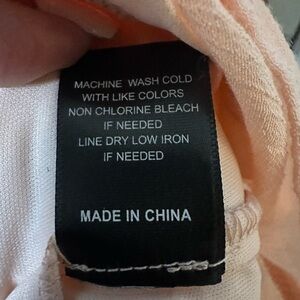 MACHINE WASH COLD
WITH LIKE COLORS
NON CHLORINE BLEACH
IF NEEDED
LINE DRY LOW IRON
IF NEEDED
MADE IN CHINA